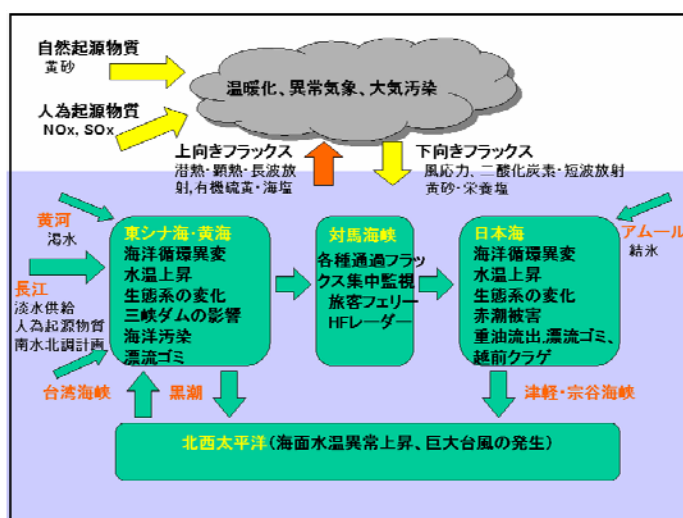 自然起源物質
黄砂
人為起源物質
NOx, SOx
温暖化、異常気象、大気汚染
上向きフラックス
潜熱・顕熱・長波放
射,有機硫黄・海塩
下向きフラックス
風応力、二酸化炭素・短波放射
黄砂・栄養塩
黄河
渇水
長江
淡水供給
人為起源物質
南水北調計画
台湾海峡
東シナ海・黄海
海洋循環異変
水温上昇
生態系の変化
三峡ダムの影響
海洋汚染
漂流ゴミ
対馬海峡
各種通過フラッ
クス集中監視
旅客フェリー
HFレーダー
日本海
海洋循環異変
水温上昇
生態系の変化
赤潮被害
重油流出,漂流ゴミ、
越前クラゲ
アムール
結氷
黒潮
津軽・宗谷海峡
北西太平洋(海面水温異常上昇、巨大台風の発生)